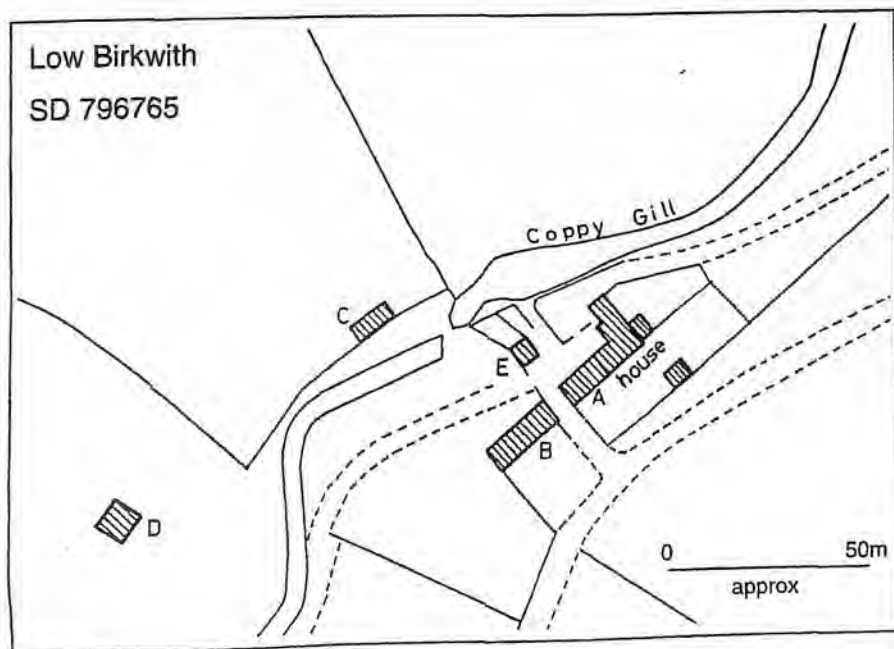 Low Birkwith
SD 796765
Coppy Gill
C
E
A house
B
D
0 50m
approx